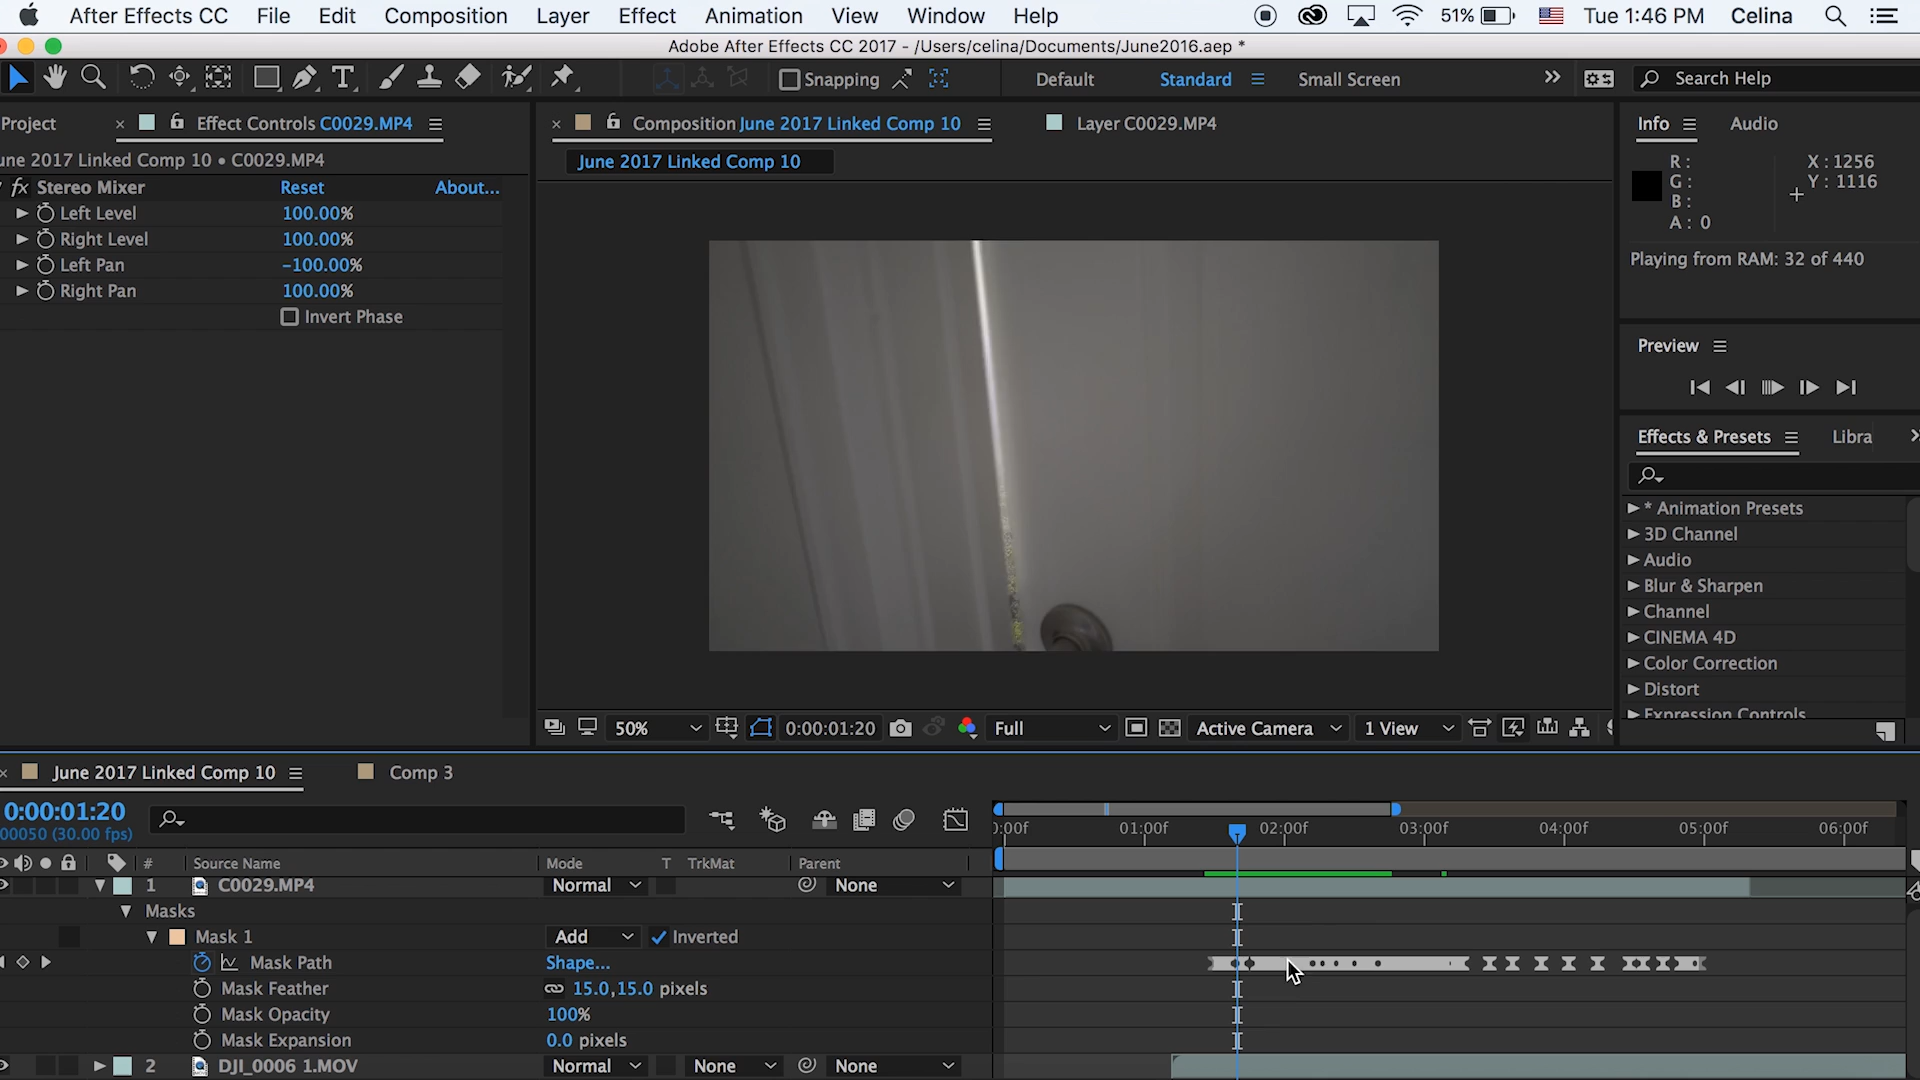 After Effects CC File Edit Composition Layer Effect Animation View Window Help 51% Tue 1:46 PM Celina
Adobe After Effects CC 2017 - /Users/celina/Documents/June2016.aep *
T Snapping Default Standard Small Screen Search Help
Project Effect Controls C0029.MP4 Composition June 2017 Linked Comp 10 Layer C0029.MP4 Info Audio
une 2017 Linked Comp 10 • C0029.MP4
June 2017 Linked Comp 10
fx Stereo Mixer Reset About...
Left Level 100.00%
Right Level 100.00%
Left Pan -100.00%
Right Pan 100.00%
Invert Phase
R: X: 1256
G: Y: 1116
B:
A: 0
Playing from RAM: 32 of 440
Preview
Effects & Presets Libra
* Animation Presets
3D Channel
Audio
Blur & Sharpen
Channel
CINEMA 4D
Color Correction
Distort
Expression Controls
50% 0:00:01:20 Full Active Camera 1 View
June 2017 Linked Comp 10 Comp 3
0:00:01:20
00050 (30.00 fps)
):00f 01:00f 02:00f 03:00f 04:00f 05:00f 06:00f
# Source Name Mode T TrkMat Parent
1 C0029.MP4 Normal None
Masks
Mask 1 Add Inverted
Mask Path Shape...
Mask Feather 15.0,15.0 pixels
Mask Opacity 100%
Mask Expansion 0.0 pixels
2 DJI_0006 1.MOV Normal None None